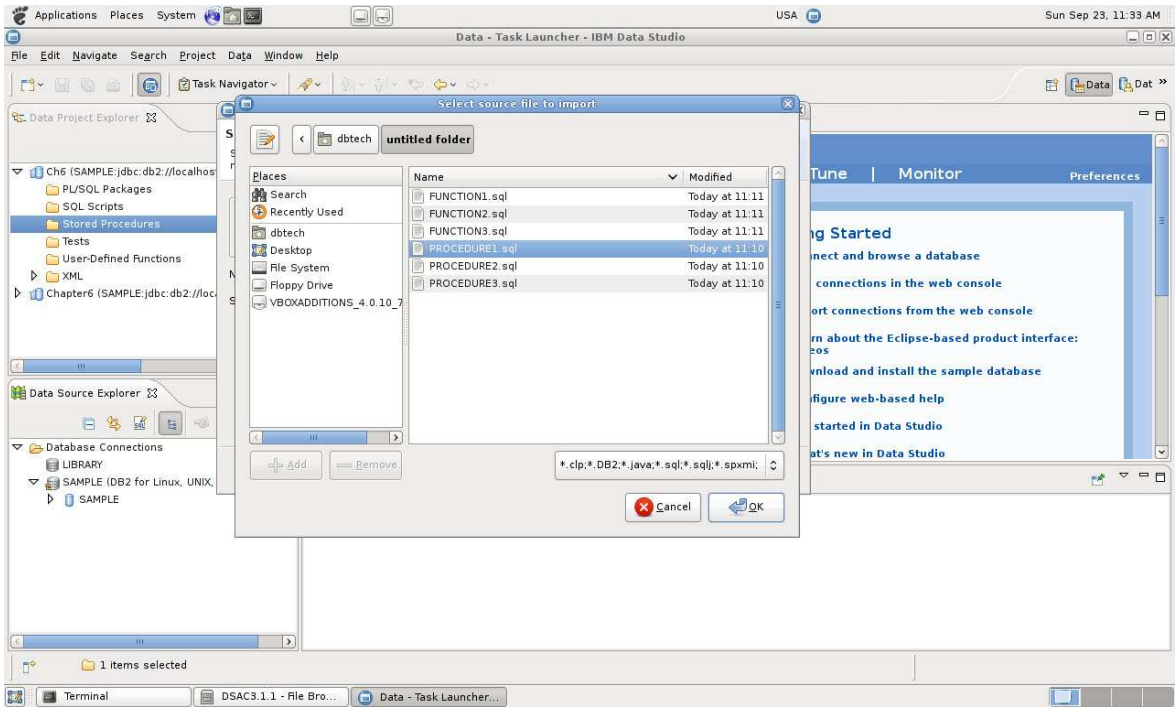 Applications Places System USA Sun Sep 23, 11:33 AM
Data - Task Launcher - IBM Data Studio
File Edit Navigate Search Project Data Window Help
Task Navigator Data Dat »
Data Project Explorer
Ch6 (SAMPLE:jdbc:db2://localhos
PL/SQL Packages
SQL Scripts
Stored Procedures
Tests
User-Defined Functions
XML
Chapter6 (SAMPLE:jdbc:db2://loc
Data Source Explorer
Database Connections
LIBRARY
SAMPLE (DB2 for Linux, UNIX,
SAMPLE
Select source file to import
dbtech untitled folder
Places
Search
Recently Used
dbtech
Desktop
File System
Floppy Drive
VBOXADDITIONS_4.0.10_7
Name Modified
FUNCTION1.sql Today at 11:11
FUNCTION2.sql Today at 11:11
FUNCTION3.sql Today at 11:11
PROCEDURE1.sql Today at 11:10
PROCEDURE2.sql Today at 11:10
PROCEDURE3.sql Today at 11:10
Add Remove
*.clp;*.DB2;*.java;*.sql;*.sqlj;*.spxmi;
Cancel OK
Tune | Monitor Preferences
ng Started
nnect and browse a database
connections in the web console
ort connections from the web console
rn about the Eclipse-based product interface:
eos
wnload and install the sample database
nfigure web-based help
started in Data Studio
at's new in Data Studio
1 items selected
Terminal DSAC3.1.1 - File Bro... Data - Task Launcher...